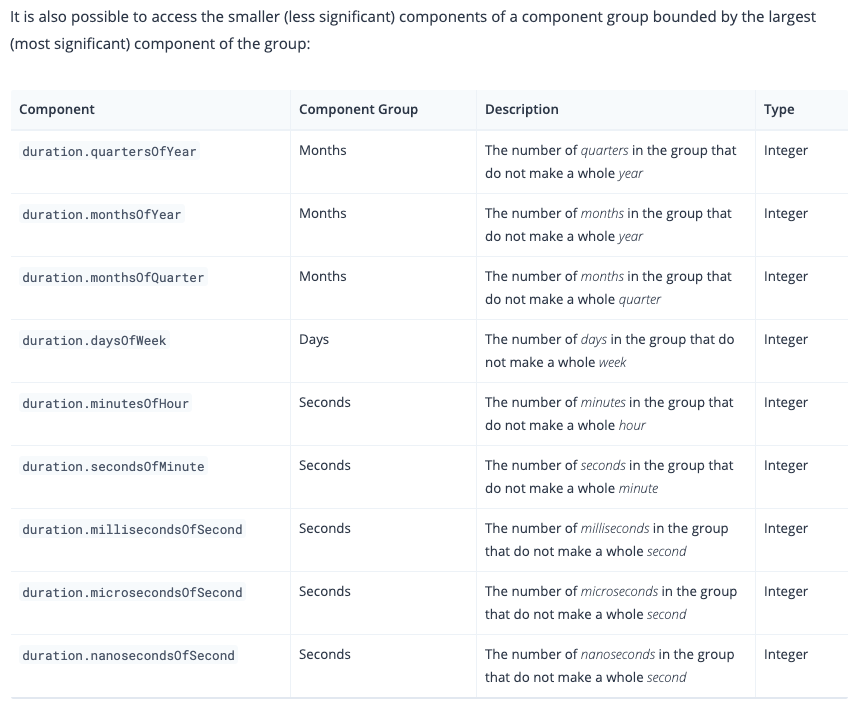 It is also possible to access the smaller (less significant) components of a component group bounded by the largest
(most significant) component of the group:
Component Component Group Description Type
duration.quartersOfYear Months The number of quarters in the group that Integer
do not make a whole year
duration.monthsOfYear Months The number of months in the group that Integer
do not make a whole year
duration.monthsOfQuarter Months The number of months in the group that Integer
do not make a whole quarter
duration.daysOfWeek Days The number of days in the group that do Integer
not make a whole week
duration.minutesOfHour Seconds The number of minutes in the group that Integer
do not make a whole hour
duration.secondsOfMinute Seconds The number of seconds in the group that Integer
do not make a whole minute
duration.millisecondsOfSecond Seconds The number of milliseconds in the group Integer
that do not make a whole second
duration.microsecondsOfSecond Seconds The number of microseconds in the group Integer
that do not make a whole second
duration.nanosecondsOfSecond Seconds The number of nanoseconds in the group Integer
that do not make a whole second